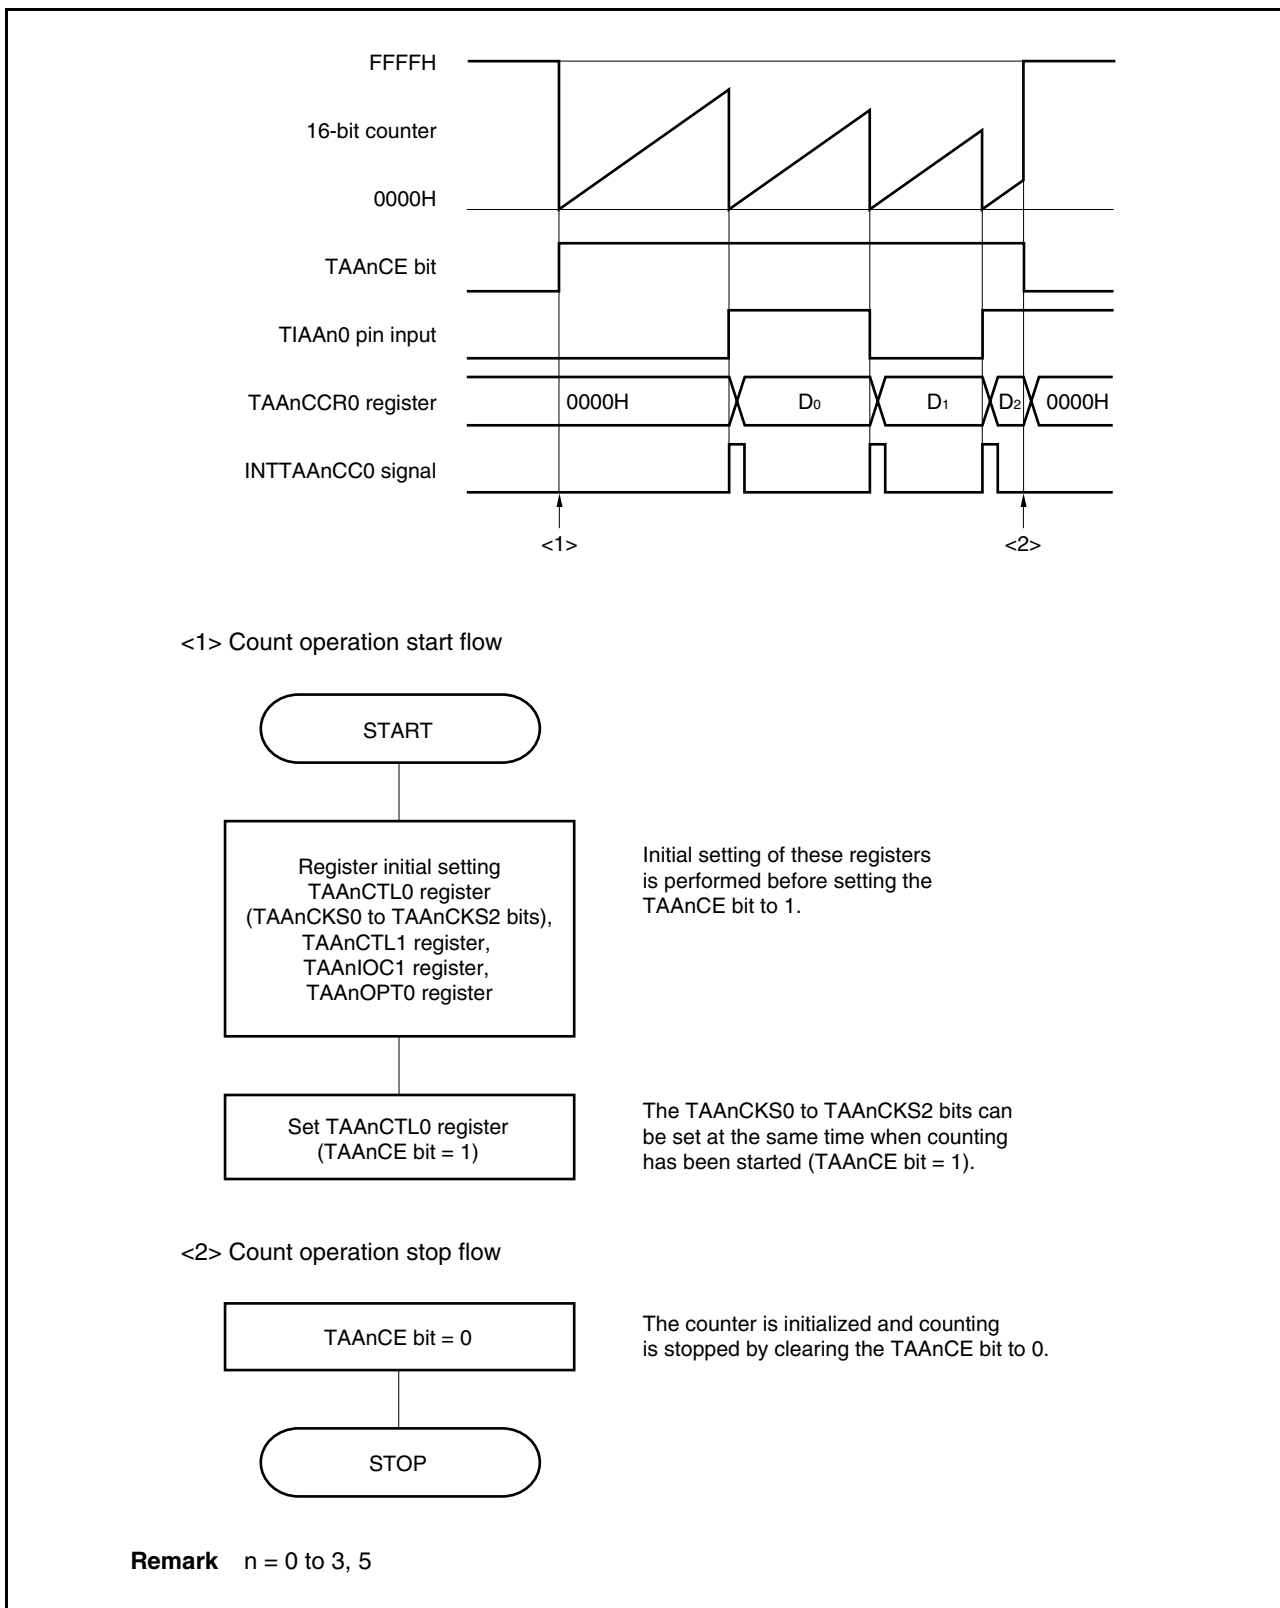 FFFFH
16-bit counter
0000H
TAAnCE bit
TIAAn0 pin input
TAAnCCR0 register
0000H
D0
D1
D2
0000H
INTTAAnCC0 signal
<1>
<2>
<1> Count operation start flow
START
Register initial setting
TAAnCTL0 register
(TAAnCKS0 to TAAnCKS2 bits),
TAAnCTL1 register,
TAAnIOC1 register,
TAAnOPT0 register
Initial setting of these registers
is performed before setting the
TAAnCE bit to 1.
Set TAAnCTL0 register
(TAAnCE bit = 1)
The TAAnCKS0 to TAAnCKS2 bits can
be set at the same time when counting
has been started (TAAnCE bit = 1).
<2> Count operation stop flow
TAAnCE bit = 0
The counter is initialized and counting
is stopped by clearing the TAAnCE bit to 0.
STOP
Remark n = 0 to 3, 5